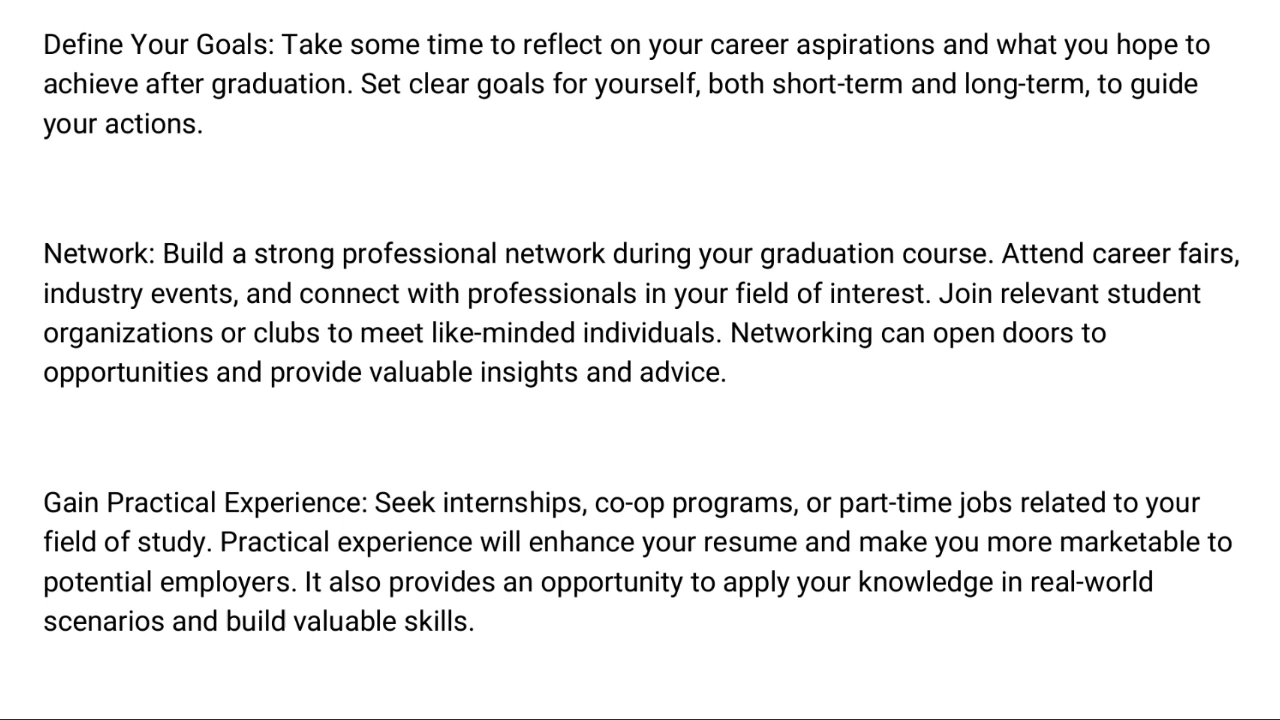 Define Your Goals: Take some time to reflect on your career aspirations and what you hope to
achieve after graduation. Set clear goals for yourself, both short-term and long-term, to guide
your actions.
Network: Build a strong professional network during your graduation course. Attend career fairs,
industry events, and connect with professionals in your field of interest. Join relevant student
organizations or clubs to meet like-minded individuals. Networking can open doors to
opportunities and provide valuable insights and advice.
Gain Practical Experience: Seek internships, co-op programs, or part-time jobs related to your
field of study. Practical experience will enhance your resume and make you more marketable to
potential employers. It also provides an opportunity to apply your knowledge in real-world
scenarios and build valuable skills.